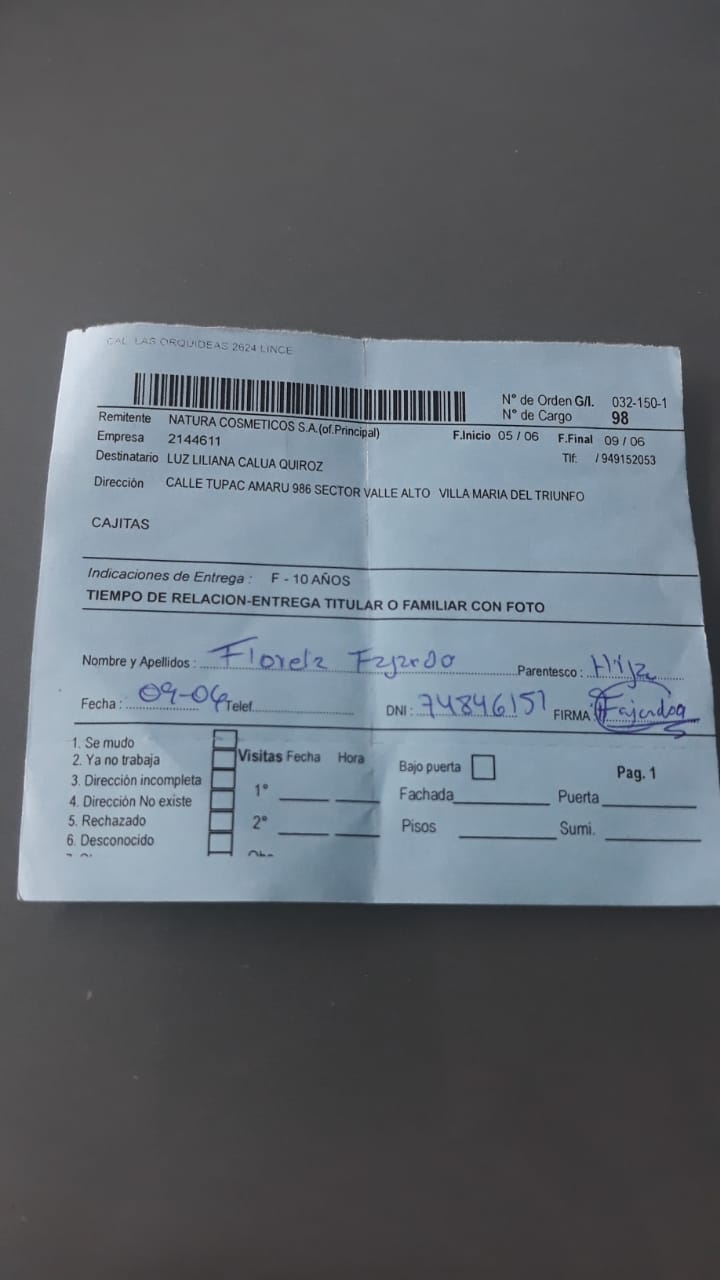 CAL LAS ORQUIDEAS 2624 LINCE
N° de Orden G/I. 032-150-1
N° de Cargo 98
Remitente NATURA COSMETICOS S.A.(of.Principal)
F.Inicio 05 / 06 F.Final 09 / 06
Empresa 2144611
Tlf: / 949152053
Destinatario LUZ LILIANA CALUA QUIROZ
Dirección CALLE TUPAC AMARU 986 SECTOR VALLE ALTO VILLA MARIA DEL TRIUNFO
CAJITAS
Indicaciones de Entrega : F - 10 AÑOS
TIEMPO DE RELACION-ENTREGA TITULAR O FAMILIAR CON FOTO
Nombre y Apellidos : Florela Fajardo Parentesco : Hija
Fecha : 09-06 Telef. DNI : 74846151 FIRMA Fajardog
1. Se mudo
2. Ya no trabaja
3. Dirección incompleta
4. Dirección No existe
5. Rechazado
6. Desconocido
Visitas Fecha Hora
1°
2°
Bajo puerta
Fachada
Pisos
Pag. 1
Puerta
Sumi.